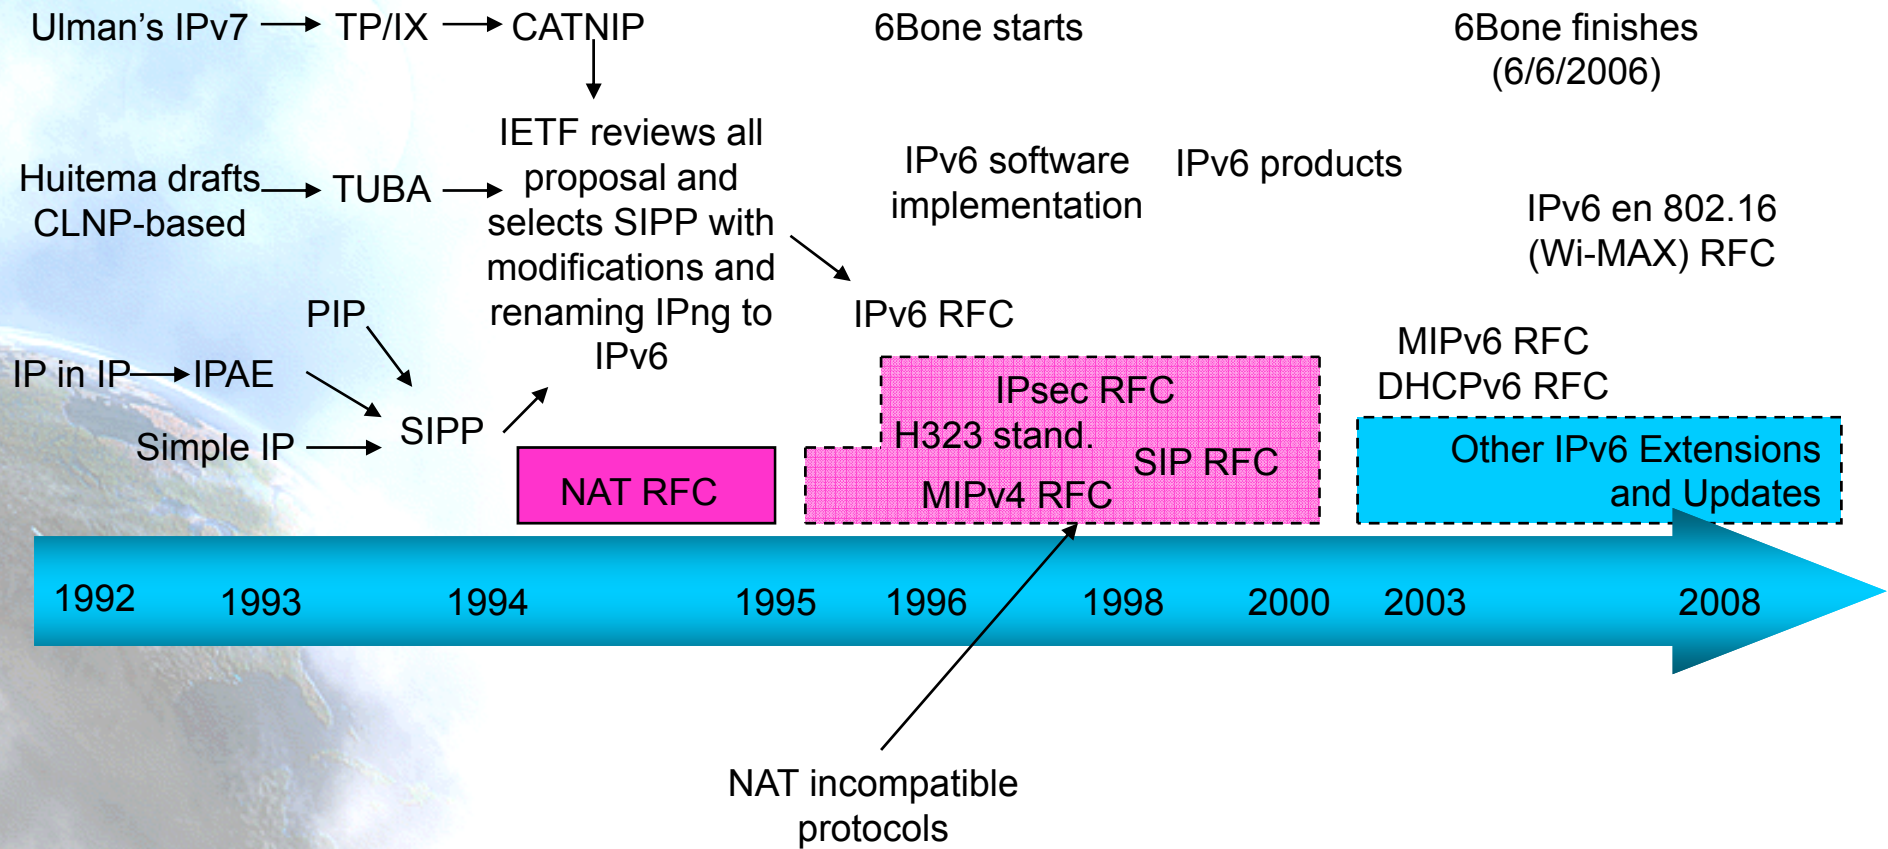 Ulman’s IPv7
TP/IX
CATNIP
6Bone starts
6Bone finishes
(6/6/2006)
Huitema drafts
CLNP-based
TUBA
IETF reviews all
proposal and
selects SIPP with
modifications and
renaming IPng to
IPv6
IPv6 software
implementation
IPv6 products
IPv6 en 802.16
(Wi-MAX) RFC
PIP
IP in IP
IPAE
Simple IP
SIPP
IPv6 RFC
MIPv6 RFC
DHCPv6 RFC
NAT RFC
IPsec RFC
H323 stand.
SIP RFC
MIPv4 RFC
Other IPv6 Extensions
and Updates
1992
1993
1994
1995
1996
1998
2000
2003
2008
NAT incompatible
protocols